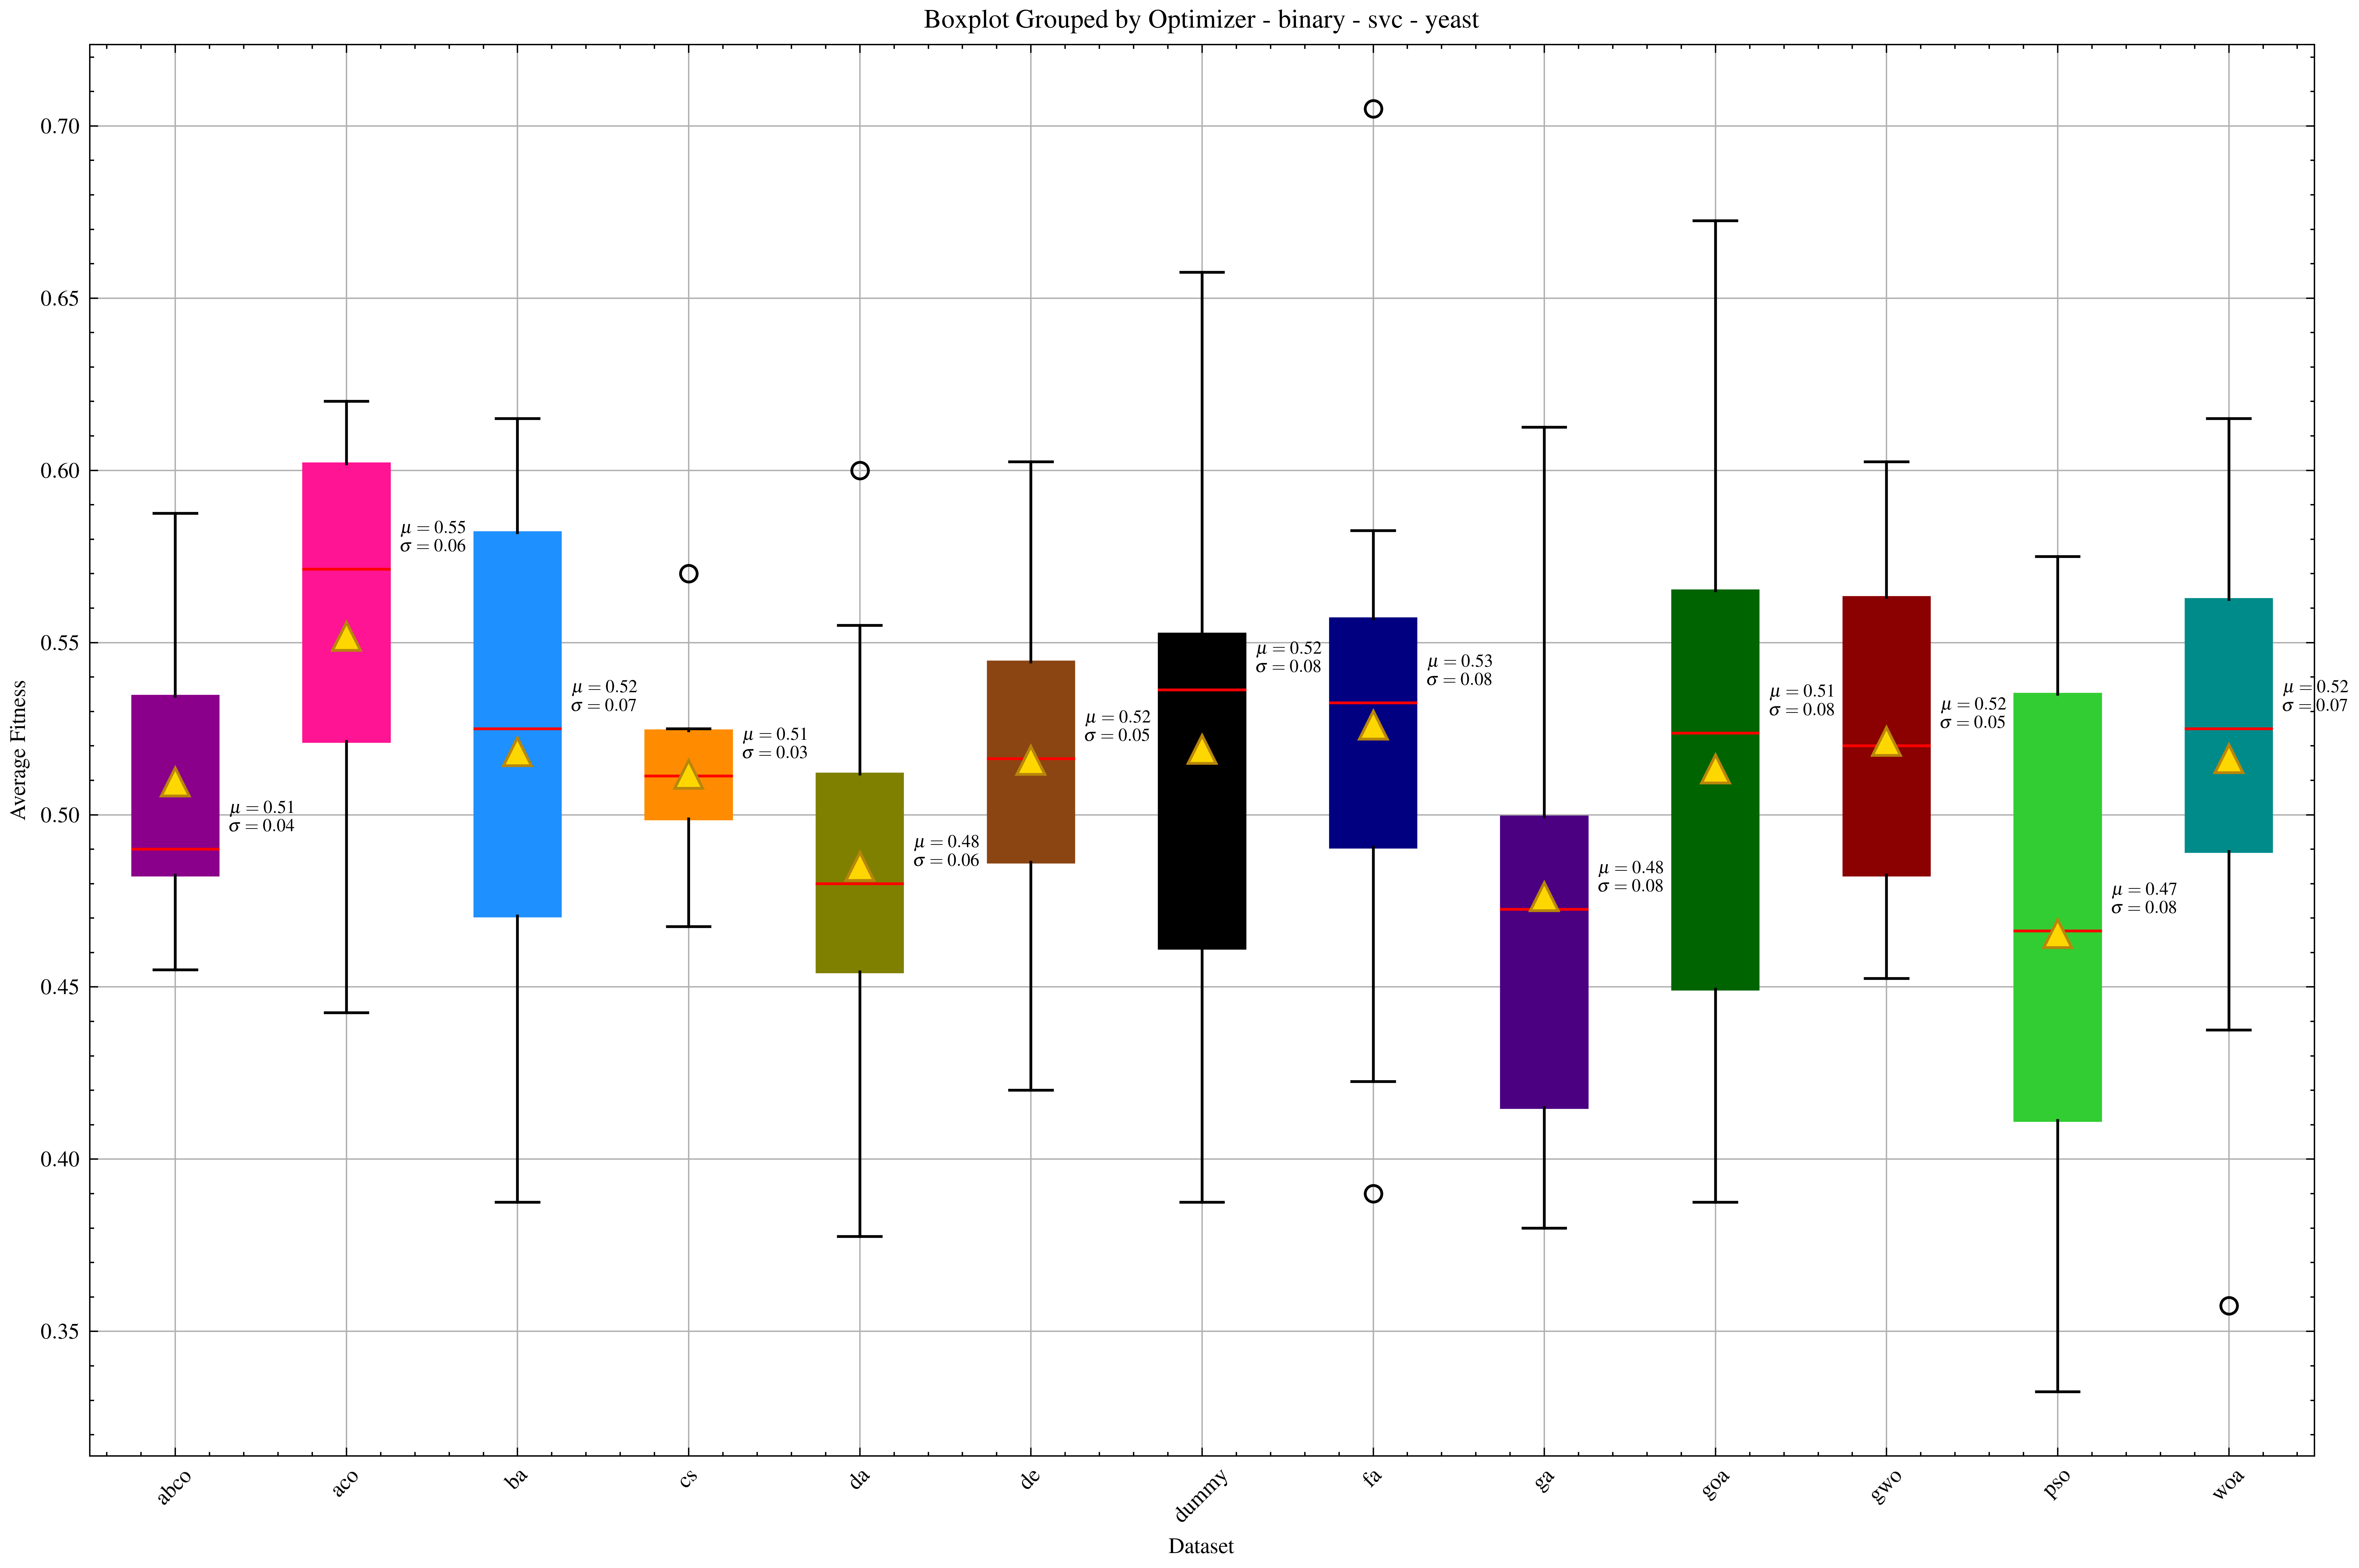 Boxplot Grouped by Optimizer - binary - svc - yeast
Average Fitness
0.70
0.65
0.60
0.55
0.50
0.45
0.40
0.35
μ = 0.51
σ = 0.04
μ = 0.55
σ = 0.06
μ = 0.52
σ = 0.07
μ = 0.51
σ = 0.03
μ = 0.48
σ = 0.06
μ = 0.52
σ = 0.05
μ = 0.52
σ = 0.08
μ = 0.53
σ = 0.08
μ = 0.48
σ = 0.08
μ = 0.51
σ = 0.08
μ = 0.52
σ = 0.05
μ = 0.47
σ = 0.08
μ = 0.52
σ = 0.07
abco
aco
ba
cs
da
de
dummy
fa
ga
goa
gwo
pso
woa
Dataset